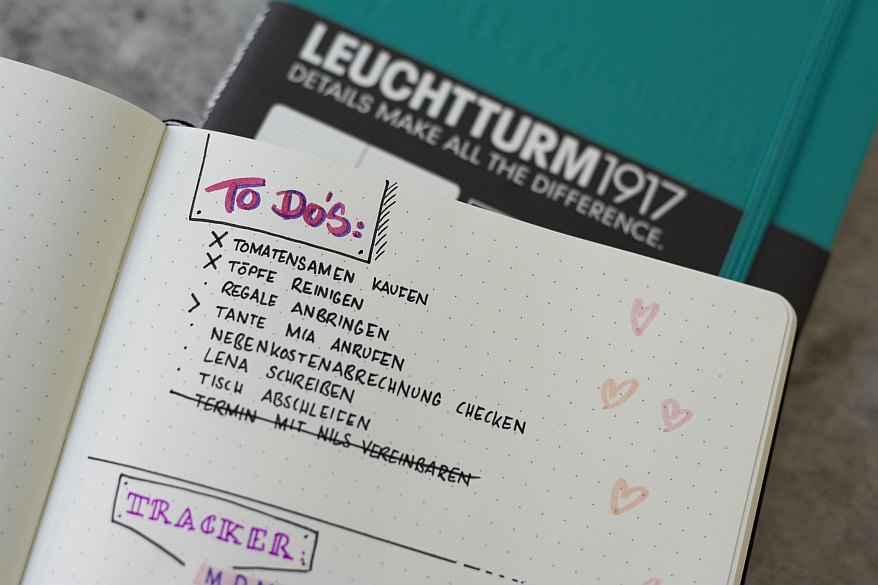 LEUCHTTURM1917
DETAILS MAKE ALL THE DIFFERENCE.
TO DO'S:
X TOMATENSAMEN KAUFEN
X TÖPFE REINIGEN
· REGALE ANBRINGEN
> TANTE MIA ANRUFEN
· NEBENKOSTENABRECHNUNG CHECKEN
· LENA SCHREIBEN
· TISCH ABSCHLEIFEN
TERMIN MIT NILS VEREINBAREN
TRACKER:
M D M